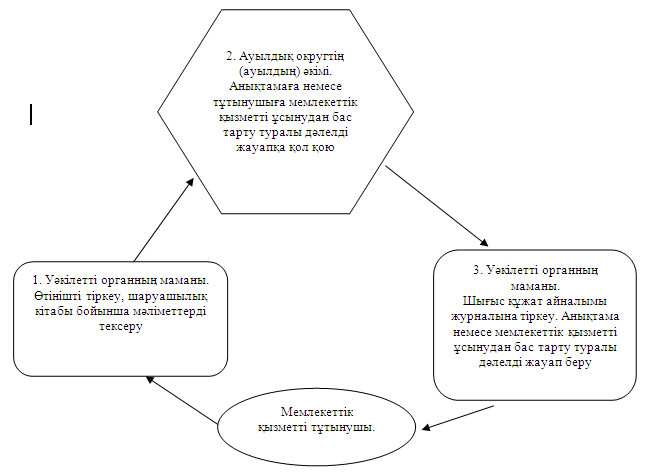 2. Ауылдық округтің
(ауылдың) әкімі.
Анықтамаға немесе
тұтынушыға мемлекеттік
қызметті ұсынудан бас
тарту туралы дәлелді
жауапқа қол қою
1. Уәкілетті органның маманы.
Өтінішті тіркеу, шаруашылық
кітабы бойынша мәліметтерді
тексеру
3. Уәкілетті органның
маманы.
Шығыс құжат айналымы
журналына тіркеу. Анықтама
немесе мемлекеттік қызметті
ұсынудан бас тарту туралы
дәлелді жауап беру
Мемлекеттік
қызметті тұтынушы.